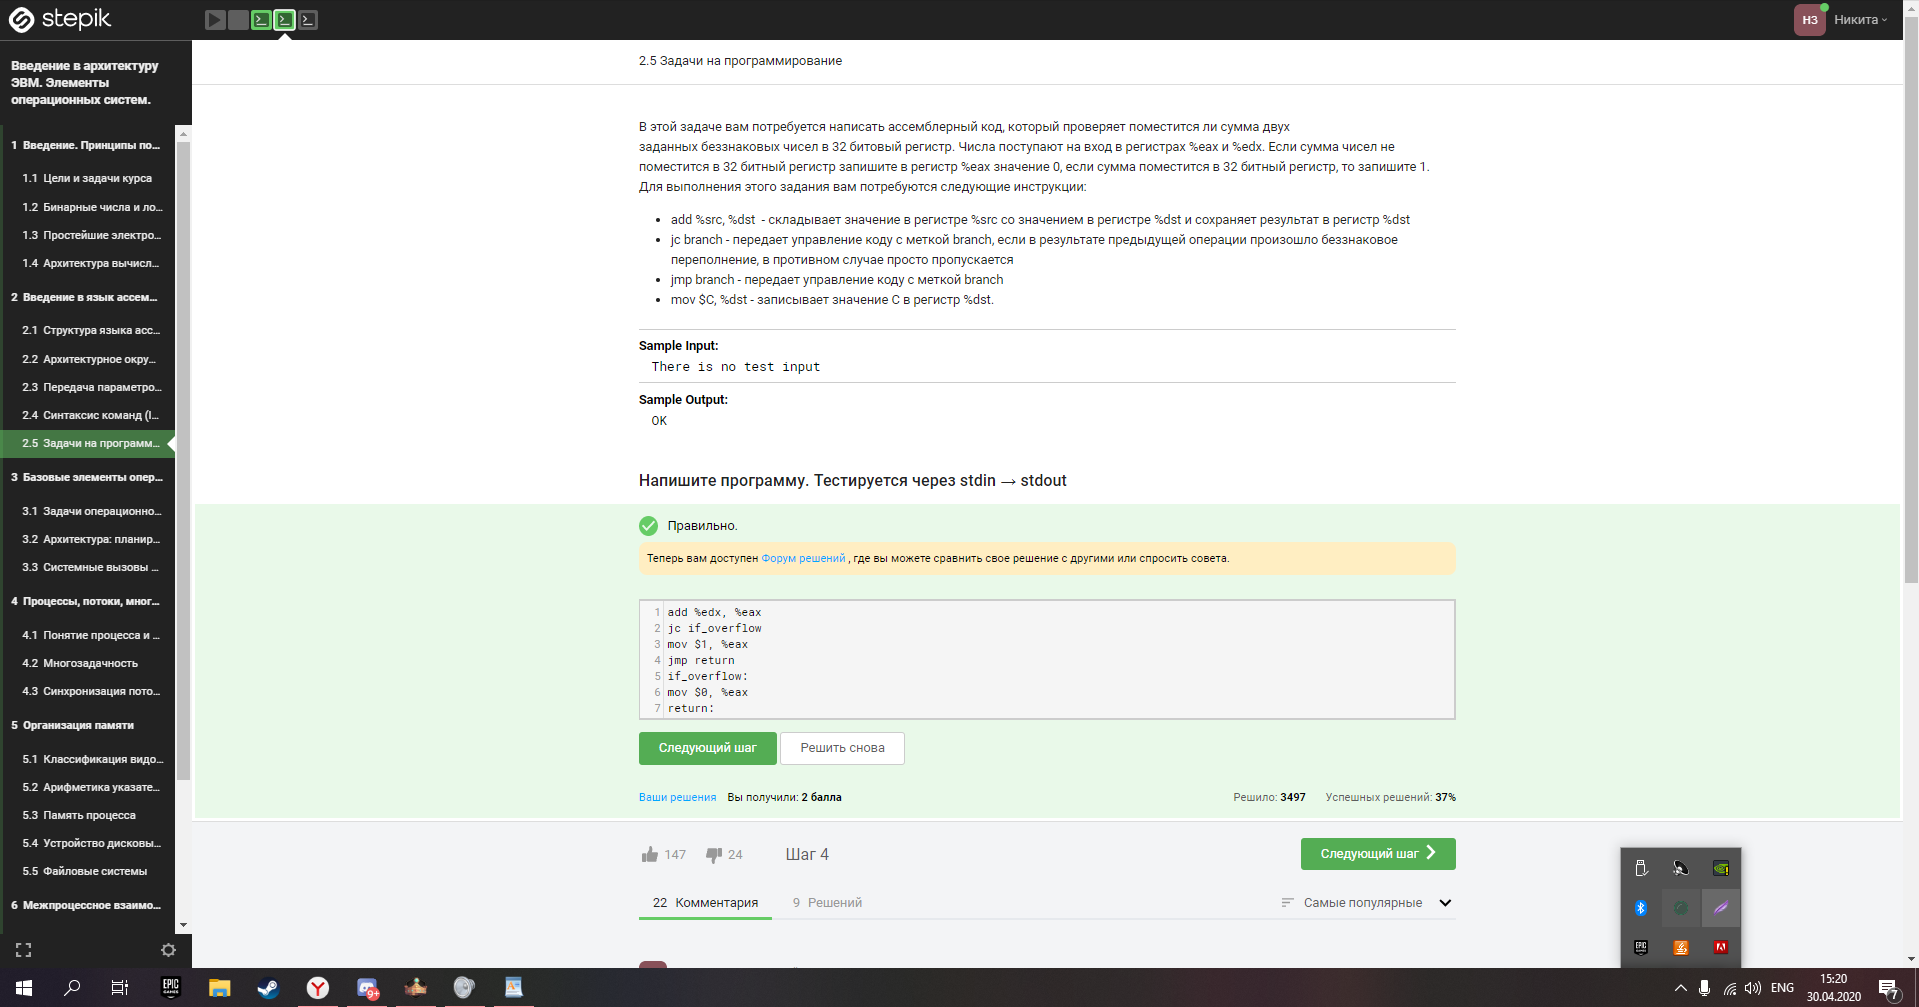 stepik
НЗ
Никита
Введение в архитектуру
ЭВМ. Элементы
операционных систем.
1 Введение. Принципы по...
1.1 Цели и задачи курса
1.2 Бинарные числа и ло...
1.3 Простейшие электро...
1.4 Архитектура вычисл...
2 Введение в язык ассем...
2.1 Структура языка асс...
2.2 Архитектурное окру...
2.3 Передача параметро...
2.4 Синтаксис команд (I...
2.5 Задачи на программ...
3 Базовые элементы опер...
3.1 Задачи операционно...
3.2 Архитектура: планир...
3.3 Системные вызовы ...
4 Процессы, потоки, мног...
4.1 Понятие процесса и ...
4.2 Многозадачность
4.3 Синхронизация пото...
5 Организация памяти
5.1 Классификация видо...
5.2 Арифметика указате...
5.3 Память процесса
5.4 Устройство дисковы...
5.5 Файловые системы
6 Межпроцессное взаимо...
2.5 Задачи на программирование
В этой задаче вам потребуется написать ассемблерный код, который проверяет поместится ли сумма двух
заданных беззнаковых чисел в 32 битовый регистр. Числа поступают на вход в регистрах %eax и %edx. Если сумма чисел не
поместится в 32 битный регистр запишите в регистр %eax значение 0, если сумма поместится в 32 битный регистр, то запишите 1.
Для выполнения этого задания вам потребуются следующие инструкции:
• add %src, %dst - складывает значение в регистре %src со значением в регистре %dst и сохраняет результат в регистр %dst
• jc branch - передает управление коду с меткой branch, если в результате предыдущей операции произошло беззнаковое
переполнение, в противном случае просто пропускается
• jmp branch - передает управление коду с меткой branch
• mov $C, %dst - записывает значение C в регистр %dst.
Sample Input:
There is no test input
Sample Output:
OK
Напишите программу. Тестируется через stdin → stdout
Правильно.
Теперь вам доступен Форум решений , где вы можете сравнить свое решение с другими или спросить совета.
1 add %edx, %eax
2 jc if_overflow
3 mov $1, %eax
4 jmp return
5 if_overflow:
6 mov $0, %eax
7 return:
Следующий шаг
Решить снова
Ваши решения Вы получили: 2 балла
Решило: 3497 Успешных решений: 37%
147 24 Шаг 4
Следующий шаг
22 Комментария
9 Решений
Самые популярные
EPIC
EPIC GAMES
9+
ENG
15:20
30.04.2020
7